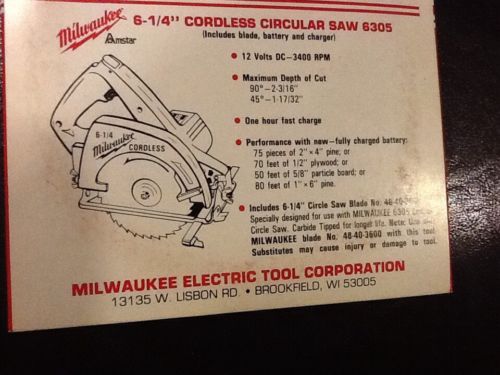 Milwaukee
Amstar
6-1/4" CORDLESS CIRCULAR SAW 6305
(Includes blade, battery and charger)
• 12 Volts DC-3400 RPM
• Maximum Depth of Cut
90°-2-3/16"
45°-1-17/32"
• One hour fast charge
• Performance with new-fully charged battery:
75 pieces of 2" × 4" pine; or
70 feet of 1/2" plywood; or
50 feet of 5/8" particle board; or
80 feet of 1" × 6" pine.
6-1/4
Milwaukee
CORDLESS
• Includes 6-1/4" Circle Saw Blade No. 48-40-
Specially designed for use with MILWAUKEE 6305
Circle Saw. Carbide Tipped for longer life. Note: Use
MILWAUKEE blade No. 48-40-3600 with this tool.
Substitutes may cause injury or damage to tool.
MILWAUKEE ELECTRIC TOOL CORPORATION
13135 W. LISBON RD. • BROOKFIELD, WI 53005